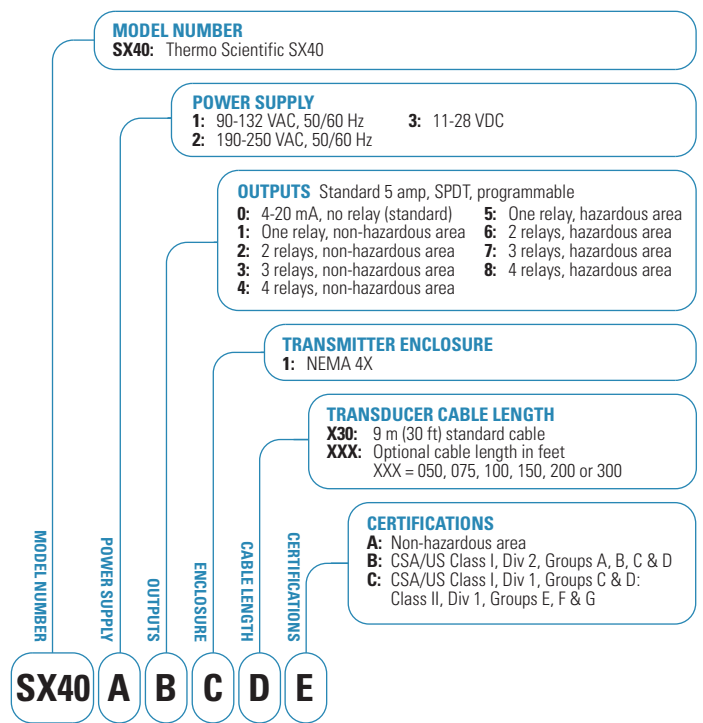 MODEL NUMBER
SX40: Thermo Scientific SX40
POWER SUPPLY
1: 90-132 VAC, 50/60 Hz 3: 11-28 VDC
2: 190-250 VAC, 50/60 Hz
OUTPUTS Standard 5 amp, SPDT, programmable
0: 4-20 mA, no relay (standard) 5: One relay, hazardous area
1: One relay, non-hazardous area 6: 2 relays, hazardous area
2: 2 relays, non-hazardous area 7: 3 relays, hazardous area
3: 3 relays, non-hazardous area 8: 4 relays, hazardous area
4: 4 relays, non-hazardous area
TRANSMITTER ENCLOSURE
1: NEMA 4X
TRANSDUCER CABLE LENGTH
X30: 9 m (30 ft) standard cable
XXX: Optional cable length in feet
XXX = 050, 075, 100, 150, 200 or 300
CERTIFICATIONS
A: Non-hazardous area
B: CSA/US Class I, Div 2, Groups A, B, C & D
C: CSA/US Class I, Div 1, Groups C & D:
Class II, Div 1, Groups E, F & G
MODEL NUMBER
POWER SUPPLY
OUTPUTS
ENCLOSURE
CABLE LENGTH
CERTIFICATIONS
SX40 A B C D E